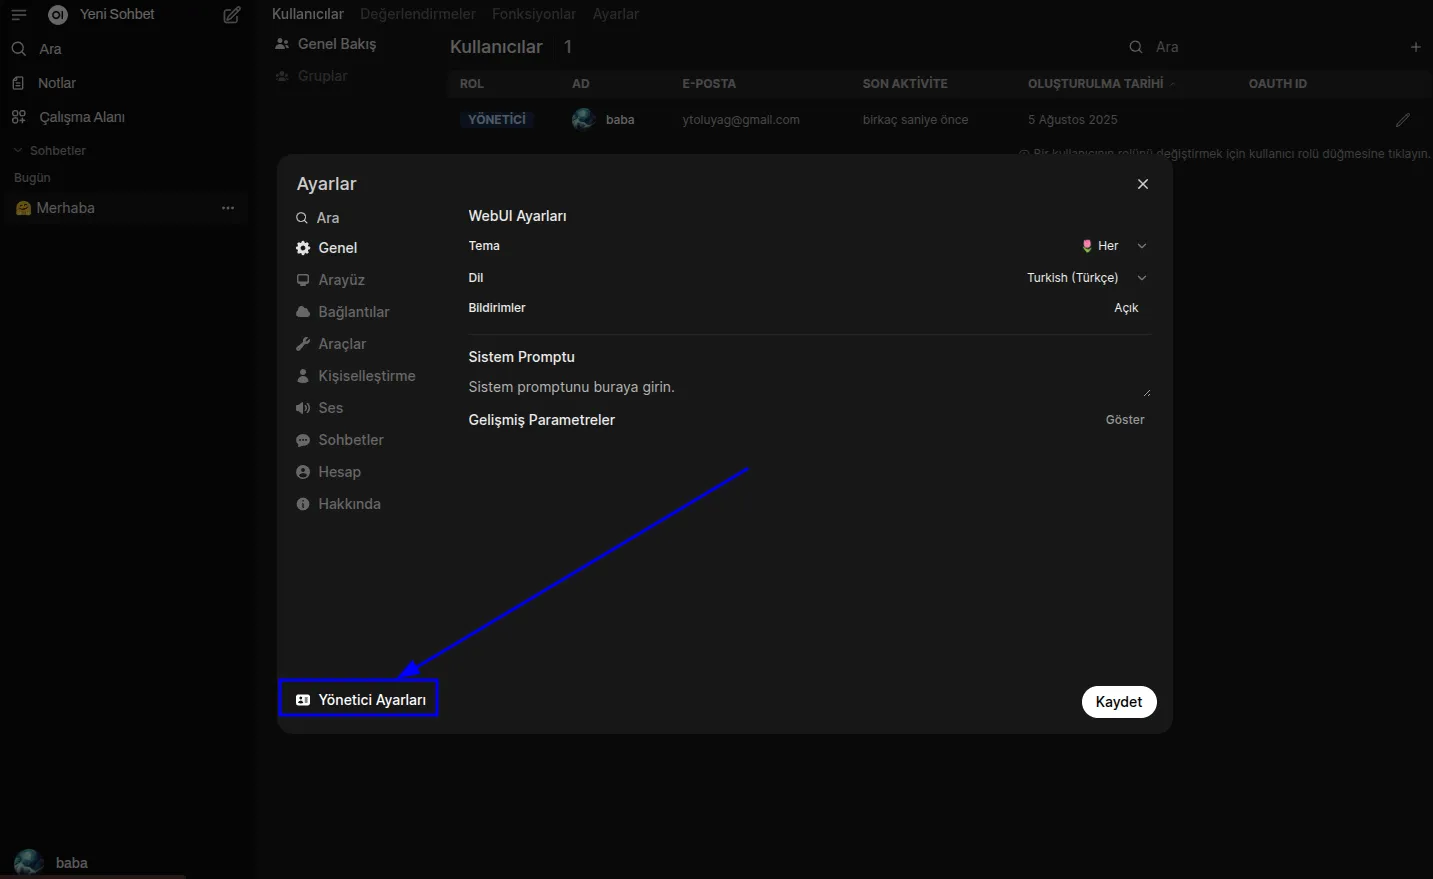 Yeni Sohbet
Ara
Notlar
Çalışma Alanı
Sohbetler
Bugün
Merhaba
baba
Kullanıcılar Değerlendirmeler Fonksiyonlar Ayarlar
Genel Bakış
Gruplar
Kullanıcılar 1
Ara
ROL AD E-POSTA SON AKTİVİTE OLUŞTURULMA TARİHİ OAUTH ID
YÖNETİCİ baba ytoluyag@gmail.com birkaç saniye önce 5 Ağustos 2025
Bir kullanıcının rolünü değiştirmek için kullanıcı rolü düğmesine tıklayın.
Ayarlar
Ara
Genel
Arayüz
Bağlantılar
Araçlar
Kişiselleştirme
Ses
Sohbetler
Hesap
Hakkında
Yönetici Ayarları
WebUI Ayarları
Tema 🌷 Her
Dil Turkish (Türkçe)
Bildirimler Açık
Sistem Promptu
Sistem promptunu buraya girin.
Gelişmiş Parametreler Göster
Kaydet